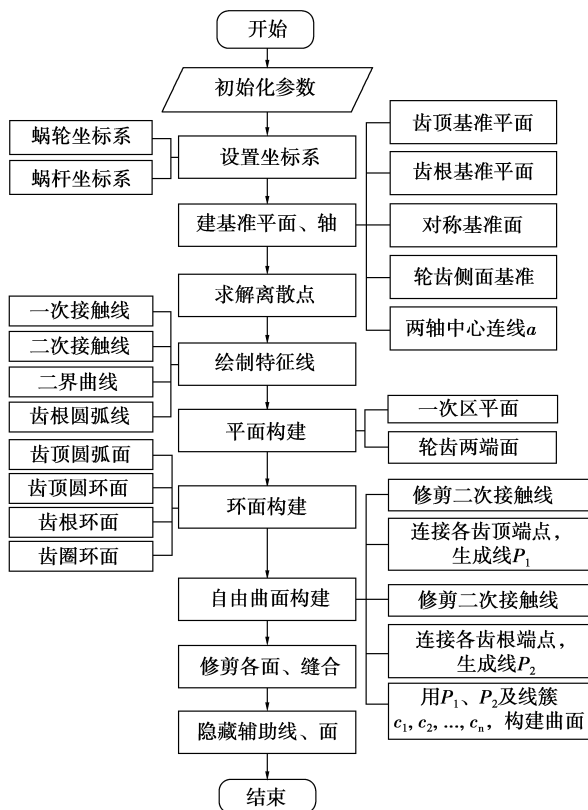 开始
初始化参数
设置坐标系
蜗轮坐标系
蜗杆坐标系
建基准平面、轴
齿顶基准平面
齿根基准平面
对称基准面
轮齿侧面基准
两轴中心连线a
求解离散点
绘制特征线
一次接触线
二次接触线
二界曲线
齿根圆弧线
平面构建
一次区平面
轮齿两端面
环面构建
齿顶圆弧面
齿顶圆环面
齿根环面
齿圈环面
自由曲面构建
修剪二次接触线
连接各齿顶端点，
生成线P₁
修剪二次接触线
连接各齿根端点，
生成线P₂
用P₁、P₂及线簇
c₁, c₂, ..., cₙ，构建曲面
修剪各面、缝合
隐藏辅助线、面
结束